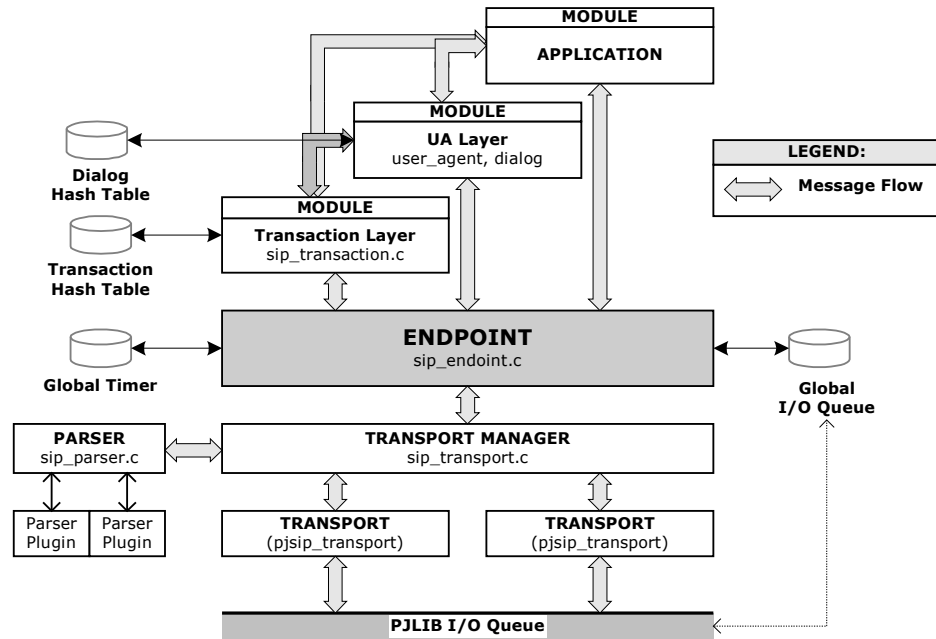 MODULE
APPLICATION
MODULE
UA Layer
user_agent, dialog
LEGEND:
Message Flow
Dialog
Hash Table
MODULE
Transaction Layer
sip_transaction.c
Transaction
Hash Table
ENDPOINT
sip_endoint.c
Global Timer
Global
I/O Queue
PARSER
sip_parser.c
TRANSPORT MANAGER
sip_transport.c
Parser
Plugin
Parser
Plugin
TRANSPORT
(pjsip_transport)
TRANSPORT
(pjsip_transport)
PJLIB I/O Queue